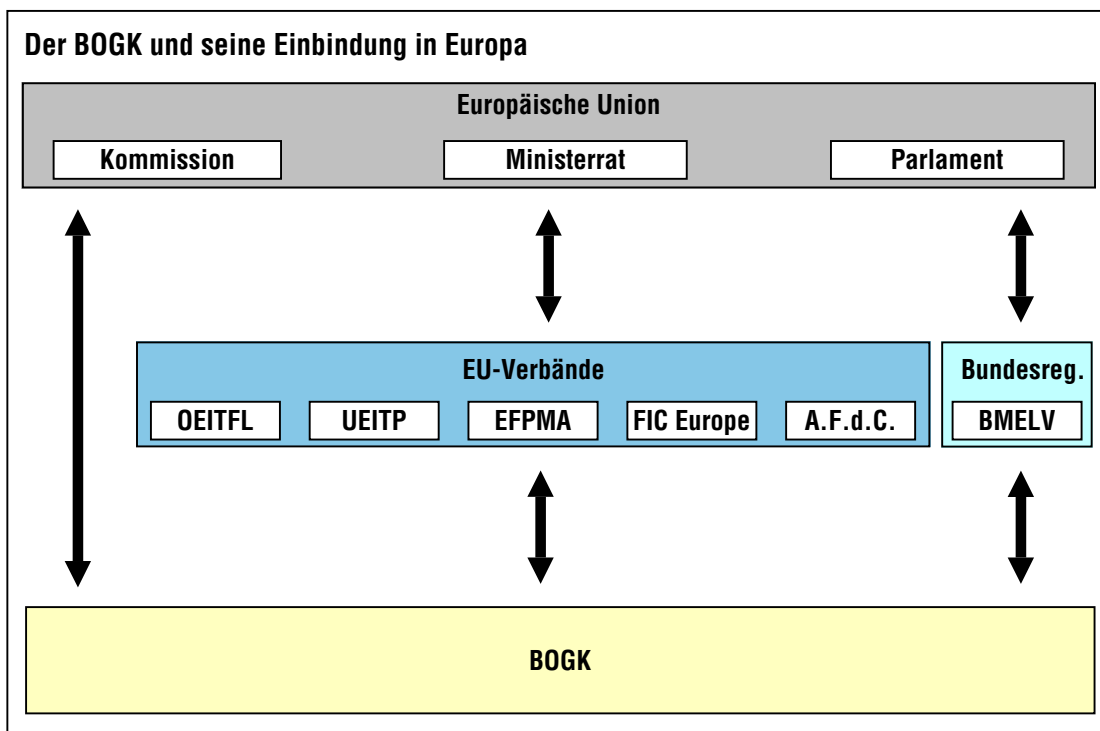 Der BOGK und seine Einbindung in Europa
Europäische Union
Kommission
Ministerrat
Parlament
EU-Verbände
Bundesreg.
OEITFL
UEITP
EFPMA
FIC Europe
A.F.d.C.
BMELV
BOGK